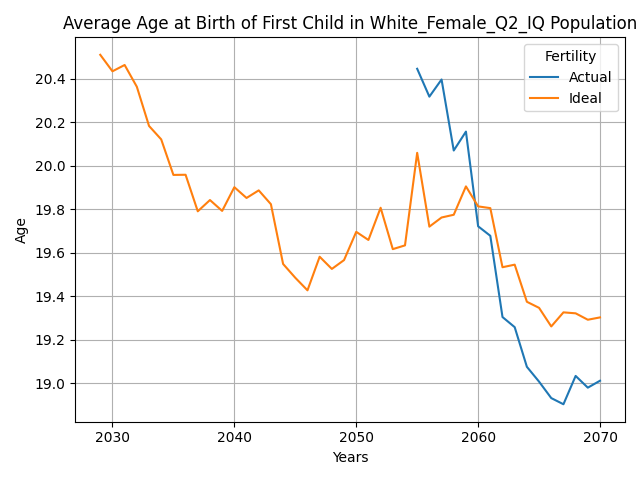 Average Age at Birth of First Child in White_Female_Q2_IQ Population
Fertility
Actual
Ideal
Age
20.4
20.2
20.0
19.8
19.6
19.4
19.2
19.0
2030 2040 2050 2060 2070
Years